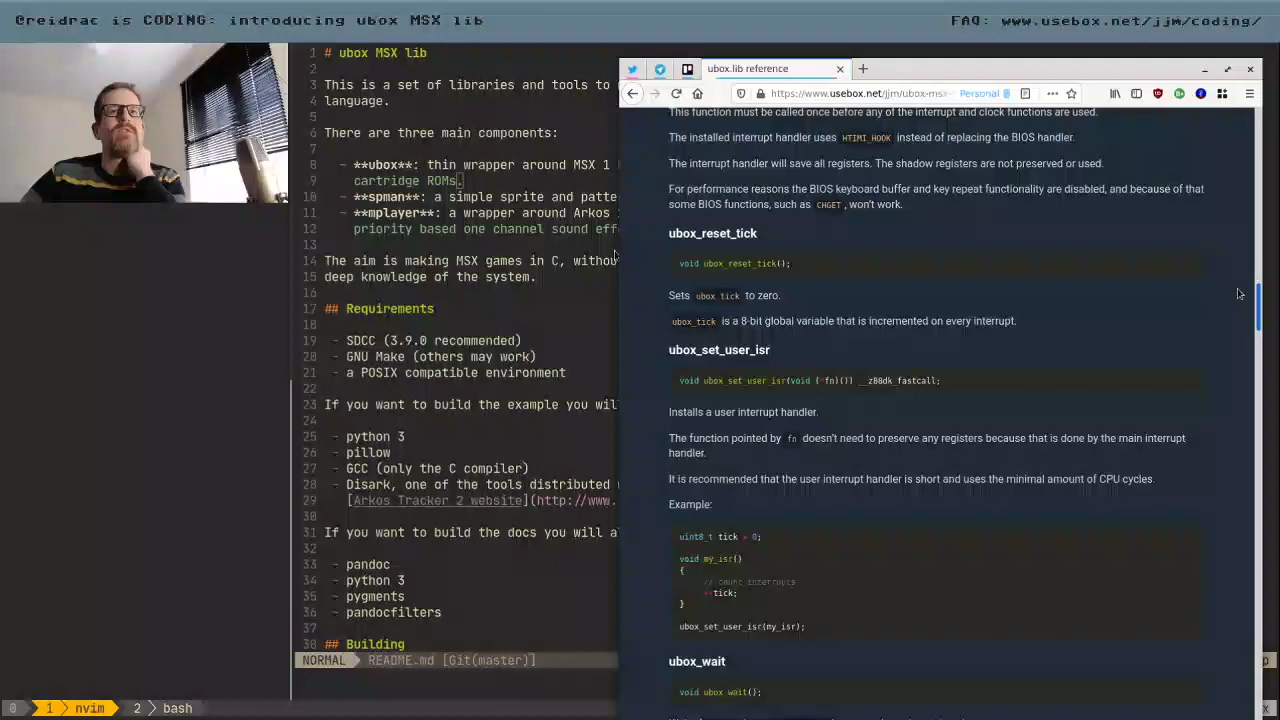 @reidrac is CODING: introducing ubox MSX lib
FAQ: www.usebox.net/jjm/coding/
1 # ubox MSX lib
2
3 This is a set of libraries and tools to
4 language.
5
6 There are three main components:
7
8 - **ubox**: thin wrapper around MSX 1
9 cartridge ROMs.
10 - **spman**: a simple sprite and patte
11 - **mplayer**: a wrapper around Arkos
12 priority based one channel sound eff
13
14 The aim is making MSX games in C, withou
15 deep knowledge of the system.
16
17 ## Requirements
18
19 - SDCC (3.9.0 recommended)
20 - GNU Make (others may work)
21 - a POSIX compatible environment
22
23 If you want to build the example you wil
24
25 - python 3
26 - pillow
27 - GCC (only the C compiler)
28 - Disark, one of the tools distributed
29 [Arkos Tracker 2 website](http://www.
30
31 If you want to build the docs you will a
32
33 - pandoc
34 - python 3
35 - pygments
36 - pandocfilters
37
38 ## Building
NORMAL README.md [Git(master)]
0 1 nvim 2 bash
ubox.lib reference
https://www.usebox.net/jjm/ubox-msx- Personal
This function must be called once before any of the interrupt and clock functions are used.
The installed interrupt handler uses HTIMI_HOOK instead of replacing the BIOS handler.
The interrupt handler will save all registers. The shadow registers are not preserved or used.
For performance reasons the BIOS keyboard buffer and key repeat functionality are disabled, and because of that
some BIOS functions, such as CHGET, won't work.
ubox_reset_tick
void ubox_reset_tick();
Sets ubox_tick to zero.
ubox_tick is a 8-bit global variable that is incremented on every interrupt.
ubox_set_user_isr
void ubox_set_user_isr(void (*fn)()) __z88dk_fastcall;
Installs a user interrupt handler.
The function pointed by fn doesn't need to preserve any registers because that is done by the main interrupt
handler.
It is recommended that the user interrupt handler is short and uses the minimal amount of CPU cycles.
Example:
uint8_t tick = 0;
void my_isr()
{
// count interrupts
++tick;
}
ubox_set_user_isr(my_isr);
ubox_wait
void ubox_wait();